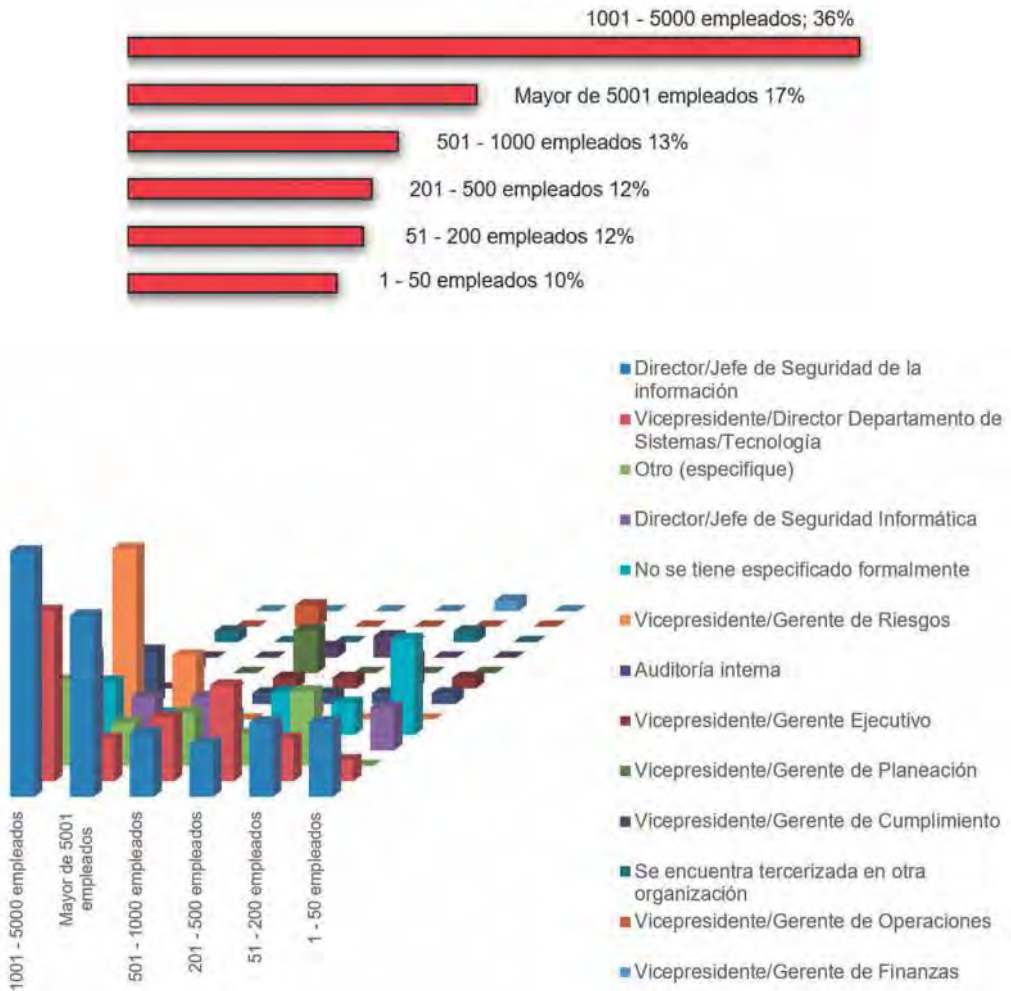 1001 - 5000 empleados; 36%
Mayor de 5001 empleados 17%
501 - 1000 empleados 13%
201 - 500 empleados 12%
51 - 200 empleados 12%
1 - 50 empleados 10%
Director/Jefe de Seguridad de la
información
Vicepresidente/Director Departamento de
Sistemas/Tecnología
Otro (especifique)
Director/Jefe de Seguridad Informática
No se tiene especificado formalmente
Vicepresidente/Gerente de Riesgos
Auditoría interna
Vicepresidente/Gerente Ejecutivo
Vicepresidente/Gerente de Planeación
Vicepresidente/Gerente de Cumplimiento
Se encuentra tercerizada en otra
organización
Vicepresidente/Gerente de Operaciones
Vicepresidente/Gerente de Finanzas
1001 - 5000 empleados
Mayor de 5001
empleados
501 - 1000 empleados
201 - 500 empleados
51 - 200 empleados
1 - 50 empleados